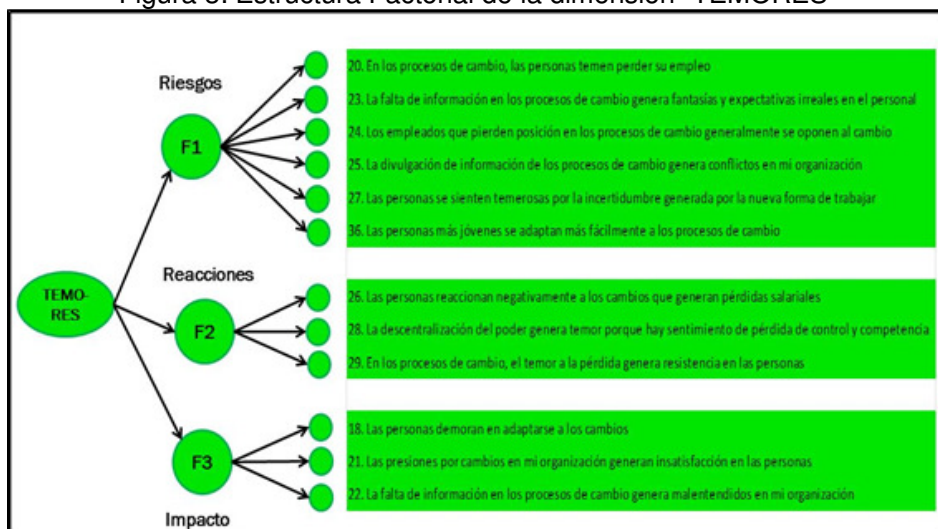 Figura 3. Estructura Factorial de la dimensión "TEMORES"
Riesgos
F1
20. En los procesos de cambio, las personas temen perder su empleo
23. La falta de información en los procesos de cambio genera fantasías y expectativas irreales en el personal
24. Los empleados que pierden posición en los procesos de cambio generalmente se oponen al cambio
25. La divulgación de información de los procesos de cambio genera conflictos en mi organización
27. Las personas se sienten temerosas por la incertidumbre generada por la nueva forma de trabajar
36. Las personas más jóvenes se adaptan más fácilmente a los procesos de cambio
TEMO-
RES
Reacciones
F2
26. Las personas reaccionan negativamente a los cambios que generan pérdidas salariales
28. La descentralización del poder genera temor porque hay sentimiento de pérdida de control y competencia
29. En los procesos de cambio, el temor a la pérdida genera resistencia en las personas
F3
Impacto
18. Las personas demoran en adaptarse a los cambios
21. Las presiones por cambios en mi organización generan insatisfacción en las personas
22. La falta de información en los procesos de cambio genera malentendidos en mi organización